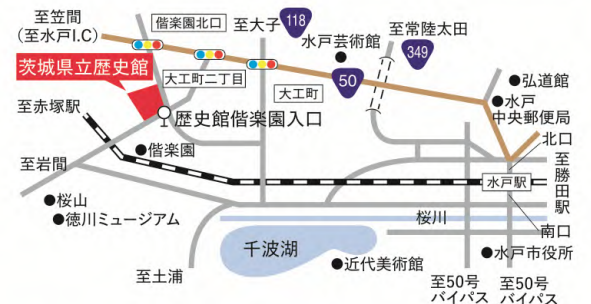 至笠間
(至水戸I.C)
偕楽園北口
至大子
118
水戸芸術館
至常陸太田
349
茨城県立歴史館
大工町二丁目
大工町
50
弘道館
水戸
中央郵便局
至赤塚駅
歴史館偕楽園入口
北口
至岩間
偕楽園
水戸駅
至勝田駅
桜山
徳川ミュージアム
桜川
南口
千波湖
近代美術館
水戸市役所
至土浦
至50号
バイパス
至50号
バイパス